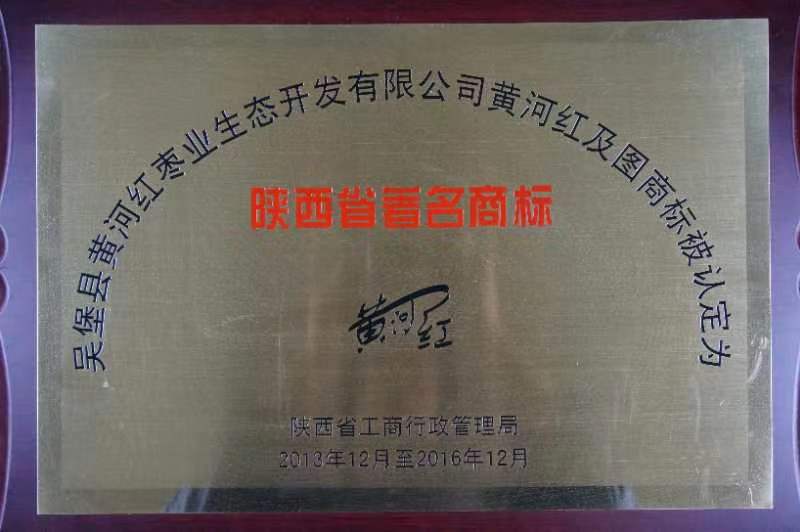 吴堡县黄河红枣业生态开发有限公司黄河红及图商标被认定为
陕西省著名商标
黄河红
陕西省工商行政管理局
2013年12月至2016年12月